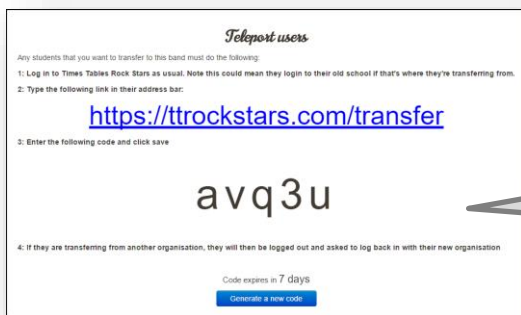 Teleport users
Any students that you want to transfer to this band must do the following:
1: Log in to Times Tables Rock Stars as usual. Note this could mean they login to their old school if that's where they're transferring from.
2: Type the following link in their address bar:
https://ttrockstars.com/transfer
3: Enter the following code and click save
avq3u
4: If they are transferring from another organisation, they will then be logged out and asked to log back in with their new organisation
Code expires in 7 days
Generate a new code